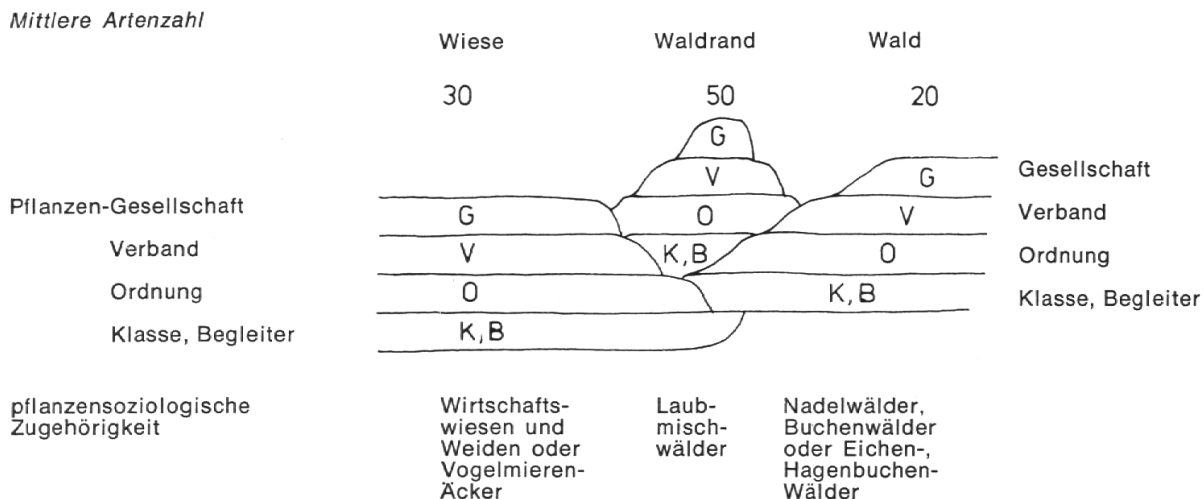 Mittlere Artenzahl
Wiese Waldrand Wald
30 50 20
G
V G Gesellschaft
Pflanzen-Gesellschaft G O V Verband
Verband V K,B O Ordnung
Ordnung O K,B Klasse, Begleiter
Klasse, Begleiter K,B
pflanzensoziologische Wirtschafts- Laub- Nadelwälder,
Zugehörigkeit wiesen und misch- Buchenwälder
Weiden oder wälder oder Eichen-,
Vogelmieren- Hagenbuchen-
Äcker Wälder